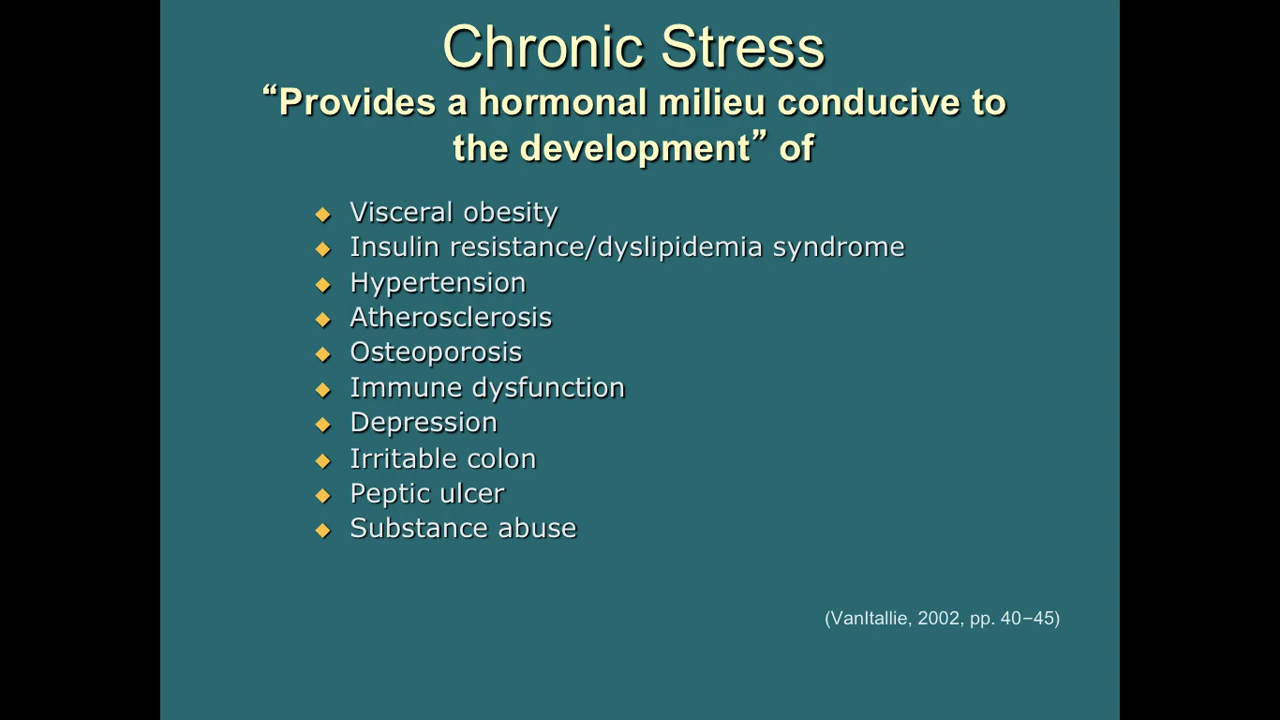 Chronic Stress
“Provides a hormonal milieu conducive to
the development” of
Visceral obesity
Insulin resistance/dyslipidemia syndrome
Hypertension
Atherosclerosis
Osteoporosis
Immune dysfunction
Depression
Irritable colon
Peptic ulcer
Substance abuse
(VanItallie, 2002, pp. 40–45)